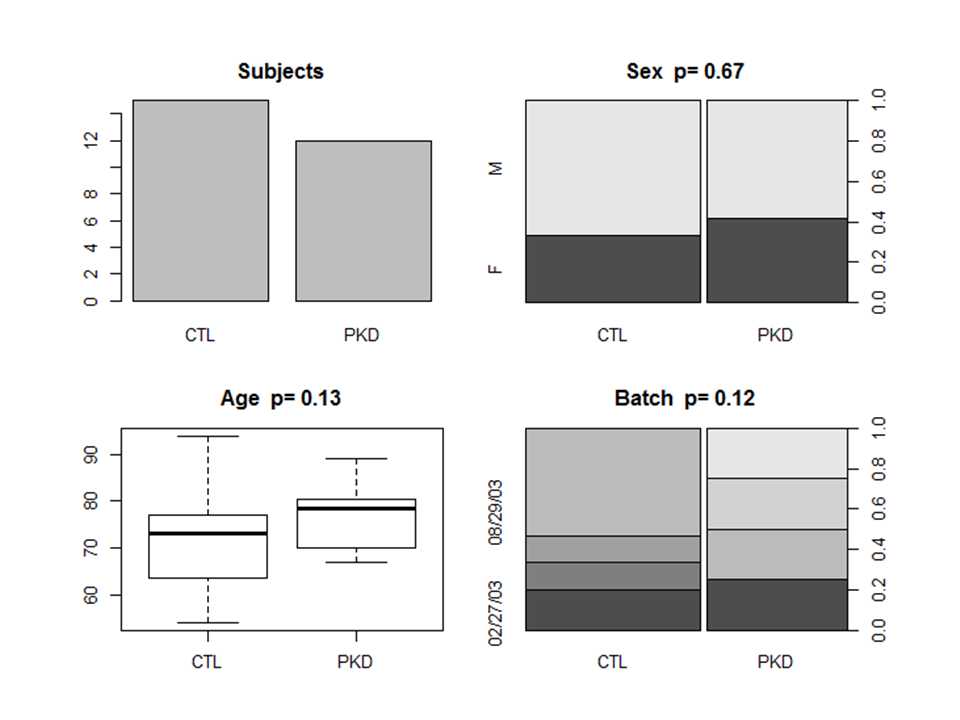 Subjects
12
8
6
4
2
0
CTL PKD
Sex p= 0.67
M
F
1.0
0.8
0.6
0.4
0.2
0.0
CTL PKD
Age p= 0.13
90
80
70
60
CTL PKD
Batch p= 0.12
08/29/03
02/27/03
1.0
0.8
0.6
0.4
0.2
0.0
CTL PKD